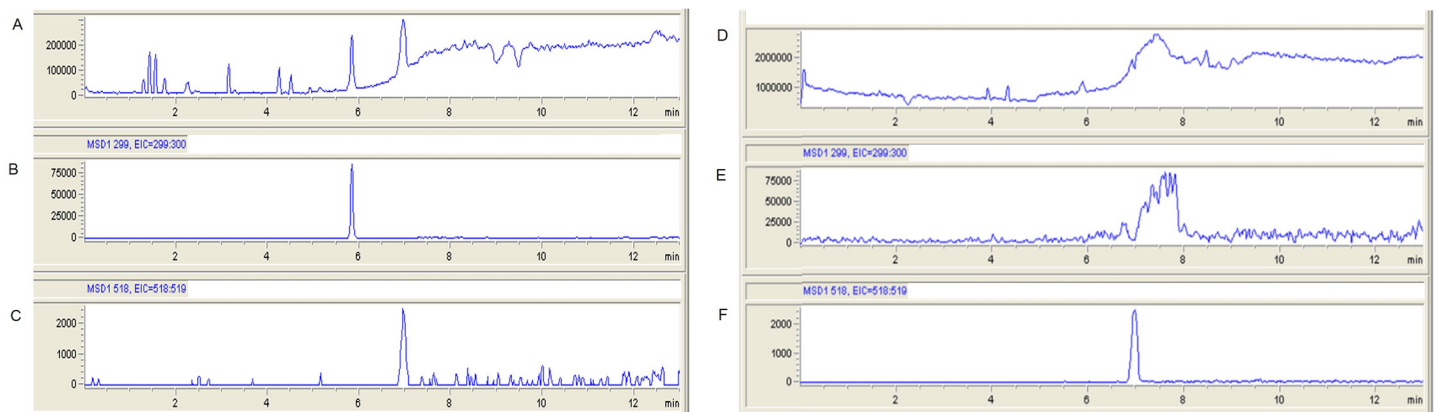 A
200000
100000
0
2 4 6 8 10 12 min
MSD1 299, EIC=299:300
B
75000
50000
25000
0
2 4 6 8 10 12 min
MSD1 518, EIC=518:519
C
2000
1000
0
2 4 6 8 10 12 min
D
2000000
1000000
2 4 6 8 10 12 min
MSD1 299, EIC=299:300
E
75000
50000
25000
0
2 4 6 8 10 12 min
MSD1 518, EIC=518:519
F
2000
1000
0
2 4 6 8 10 12 min